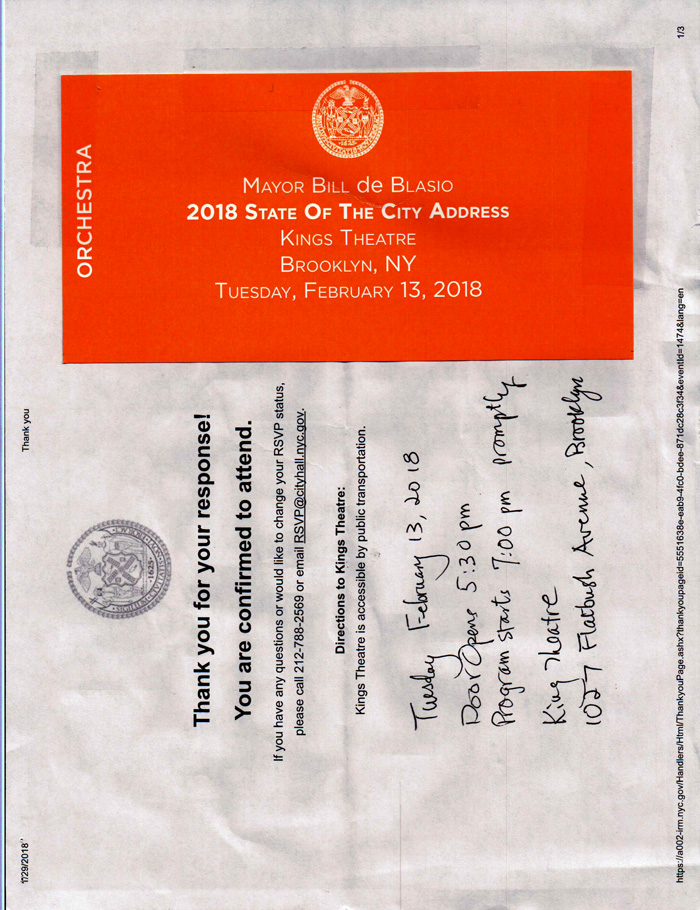 ORCHESTRA
1625
MAYOR BILL de BLASIO
2018 STATE OF THE CITY ADDRESS
KINGS THEATRE
BROOKLYN, NY
TUESDAY, FEBRUARY 13, 2018
1/29/2018
Thank you
1625
Thank you for your response!
You are confirmed to attend.
If you have any questions or would like to change your RSVP status,
please call 212-788-2569 or email RSVP@cityhall.nyc.gov.
Directions to Kings Theatre:
Kings Theatre is accessible by public transportation.
Tuesday February 13, 2018
Door Opens 5:30 pm
Program starts 7:00 pm promptly
King Theatre
1027 Flatbush Avenue, Brooklyn
https://a002-irm.nyc.gov/Handlers/Html/ThankyouPage.ashx?thankyoupageid=5551638e-eab9-4fc0-bdee-871dc28c3f34&eventId=1474&lang=en
1/3